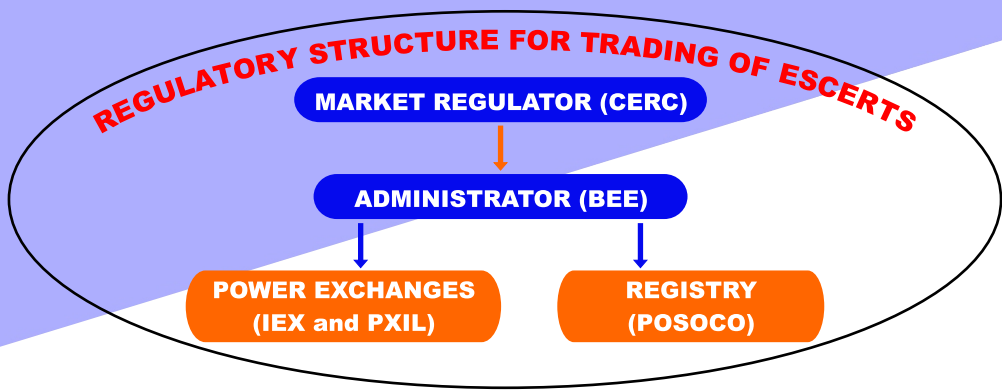 REGULATORY STRUCTURE FOR TRADING OF ESCERTS
MARKET REGULATOR (CERC)
ADMINISTRATOR (BEE)
POWER EXCHANGES
(IEX and PXIL)
REGISTRY
(POSOCO)